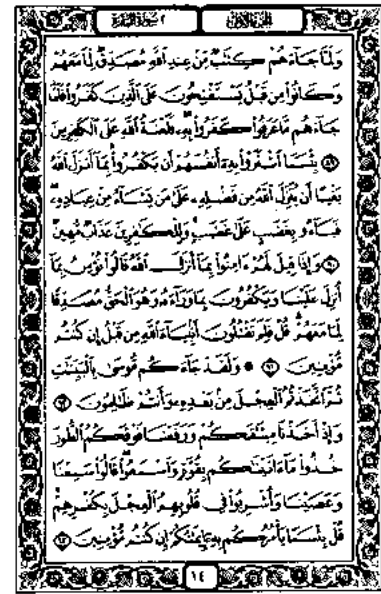 الجزء الأول
٢ سورة البقرة
وَلَمَّا جَآءَهُمْ كِتَـٰبٌ مِّنْ عِندِ ٱللَّهِ مُصَدِّقٌ لِّمَا مَعَهُمْ
وَكَانُوا۟ مِن قَبْلُ يَسْتَفْتِحُونَ عَلَى ٱلَّذِينَ كَفَرُوا۟ فَلَمَّا
جَآءَهُم مَّا عَرَفُوا۟ كَفَرُوا۟ بِهِۦ فَلَعْنَةُ ٱللَّهِ عَلَى ٱلْكَـٰفِرِينَ
٨٩ بِئْسَمَا ٱشْتَرَوْا۟ بِهِۦٓ أَنفُسَهُمْ أَن يَكْفُرُوا۟ بِمَآ أَنزَلَ ٱللَّهُ
بَغْيًا أَن يُنَزِّلَ ٱللَّهُ مِن فَضْلِهِۦ عَلَىٰ مَن يَشَآءُ مِنْ عِبَادِهِۦ
فَبَآءُو بِغَضَبٍ عَلَىٰ غَضَبٍ وَلِلْكَـٰفِرِينَ عَذَابٌ مُّهِينٌ
٩٠ وَإِذَا قِيلَ لَهُمْ ءَامِنُوا۟ بِمَآ أَنزَلَ ٱللَّهُ قَالُوا۟ نُؤْمِنُ بِمَآ
أُنزِلَ عَلَيْنَا وَيَكْفُرُونَ بِمَا وَرَآءَهُۥ وَهُوَ ٱلْحَقُّ مُصَدِّقًا
لِّمَا مَعَهُمْ قُلْ فَلِمَ تَقْتُلُونَ أَنۢبِيَآءَ ٱللَّهِ مِن قَبْلُ إِن كُنتُم
مُّؤْمِنِينَ ٩١ ۞ وَلَقَدْ جَآءَكُم مُّوسَىٰ بِٱلْبَيِّنَـٰتِ
ثُمَّ ٱتَّخَذْتُمُ ٱلْعِجْلَ مِنۢ بَعْدِهِۦ وَأَنتُمْ ظَـٰلِمُونَ ٩٢
وَإِذْ أَخَذْنَا مِيثَـٰقَكُمْ وَرَفَعْنَا فَوْقَكُمُ ٱلطُّورَ
خُذُوا۟ مَآ ءَاتَيْنَـٰكُم بِقُوَّةٍ وَٱسْمَعُوا۟ قَالُوا۟ سَمِعْنَا
وَعَصَيْنَا وَأُشْرِبُوا۟ فِى قُلُوبِهِمُ ٱلْعِجْلَ بِكُفْرِهِمْ
قُلْ بِئْسَمَا يَأْمُرُكُم بِهِۦٓ إِيمَـٰنُكُمْ إِن كُنتُم مُّؤْمِنِينَ ٩٣
١٤